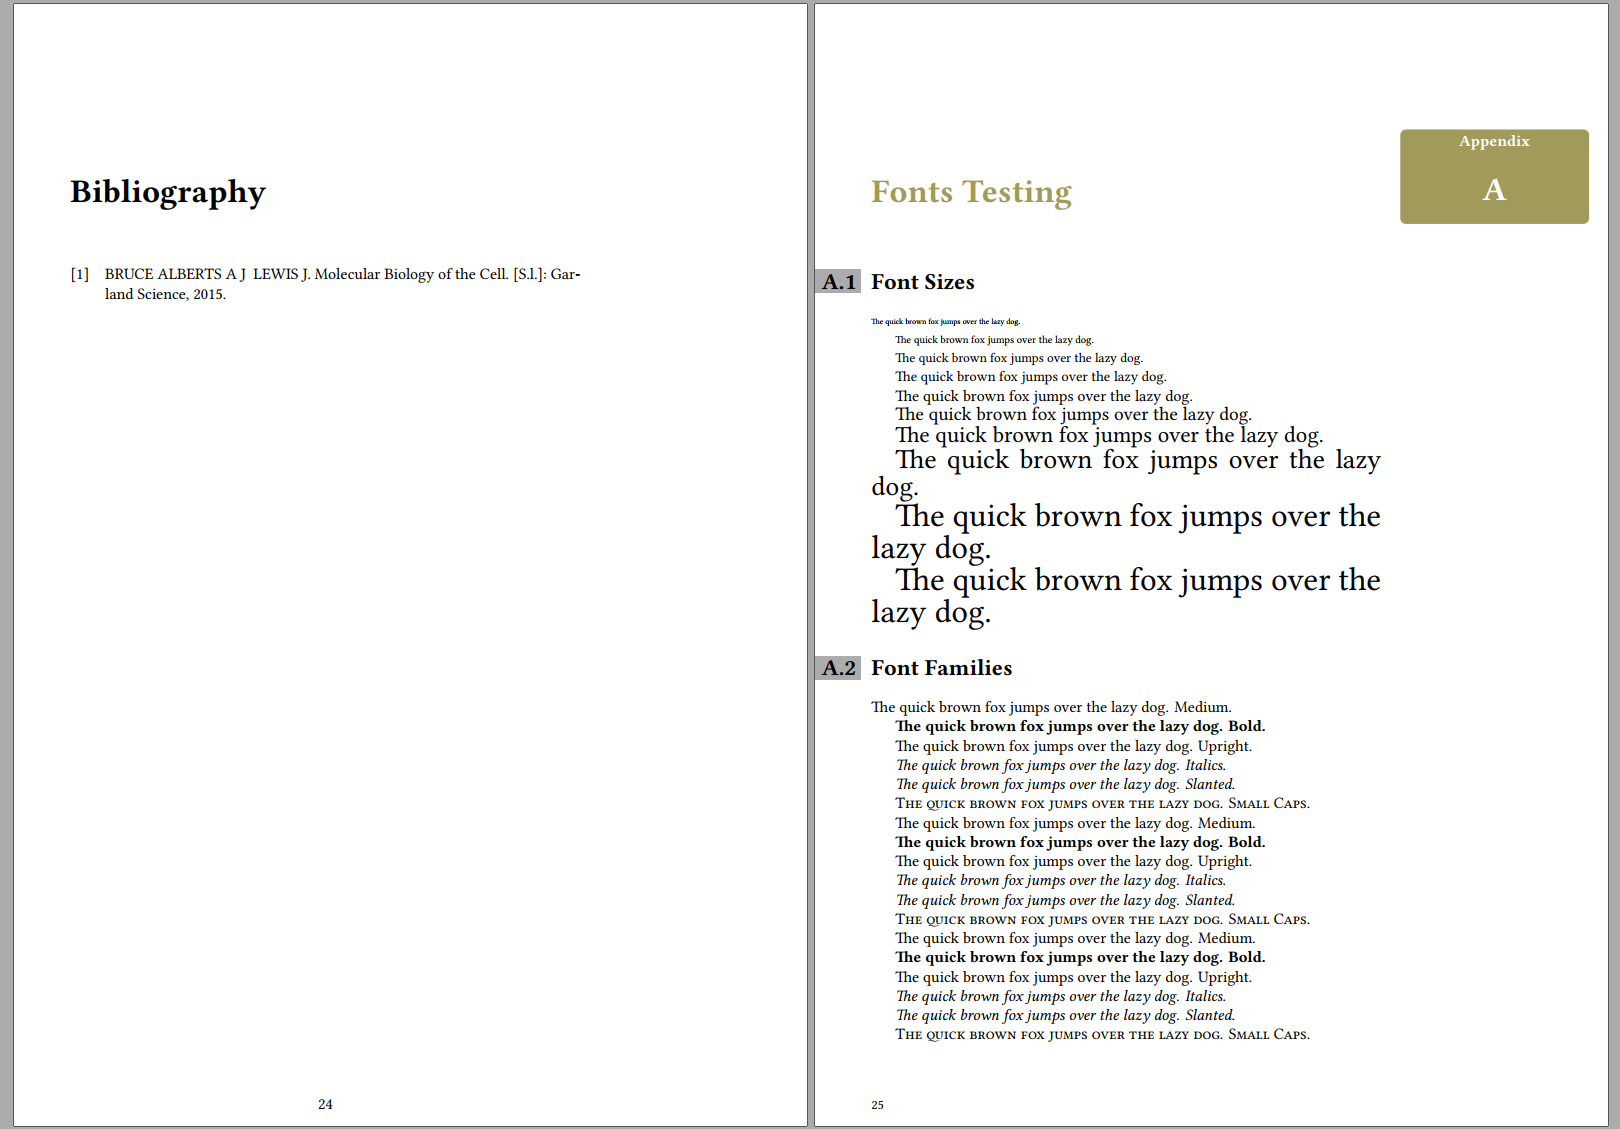 Bibliography
[1] BRUCE ALBERTS A J LEWIS J. Molecular Biology of the Cell. [S.l.]: Gar-
land Science, 2015.
24
Appendix
A
Fonts Testing
A.1 Font Sizes
The quick brown fox jumps over the lazy dog.
The quick brown fox jumps over the lazy dog.
The quick brown fox jumps over the lazy dog.
The quick brown fox jumps over the lazy dog.
The quick brown fox jumps over the lazy dog.
The quick brown fox jumps over the lazy dog.
The quick brown fox jumps over the lazy dog.
The quick brown fox jumps over the lazy
dog.
The quick brown fox jumps over the
lazy dog.
The quick brown fox jumps over the
lazy dog.
A.2 Font Families
The quick brown fox jumps over the lazy dog. Medium.
The quick brown fox jumps over the lazy dog. Bold.
The quick brown fox jumps over the lazy dog. Upright.
The quick brown fox jumps over the lazy dog. Italics.
The quick brown fox jumps over the lazy dog. Slanted.
The quick brown fox jumps over the lazy dog. Small Caps.
The quick brown fox jumps over the lazy dog. Medium.
The quick brown fox jumps over the lazy dog. Bold.
The quick brown fox jumps over the lazy dog. Upright.
The quick brown fox jumps over the lazy dog. Italics.
The quick brown fox jumps over the lazy dog. Slanted.
The quick brown fox jumps over the lazy dog. Small Caps.
The quick brown fox jumps over the lazy dog. Medium.
The quick brown fox jumps over the lazy dog. Bold.
The quick brown fox jumps over the lazy dog. Upright.
The quick brown fox jumps over the lazy dog. Italics.
The quick brown fox jumps over the lazy dog. Slanted.
The quick brown fox jumps over the lazy dog. Small Caps.
25